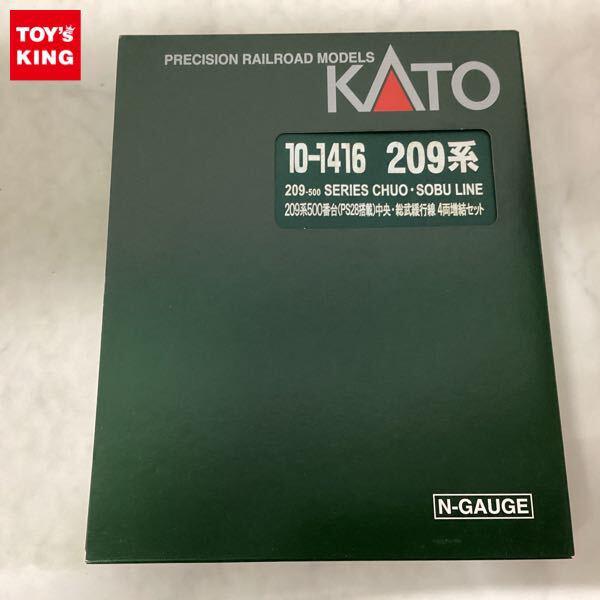 TOY's
KING
PRECISION RAILROAD MODELS
KATO
10-1416 209系
209-500 SERIES CHUO・SOBU LINE
209系500番台(PS28搭載)中央・総武緩行線 4両増結セット
N-GAUGE